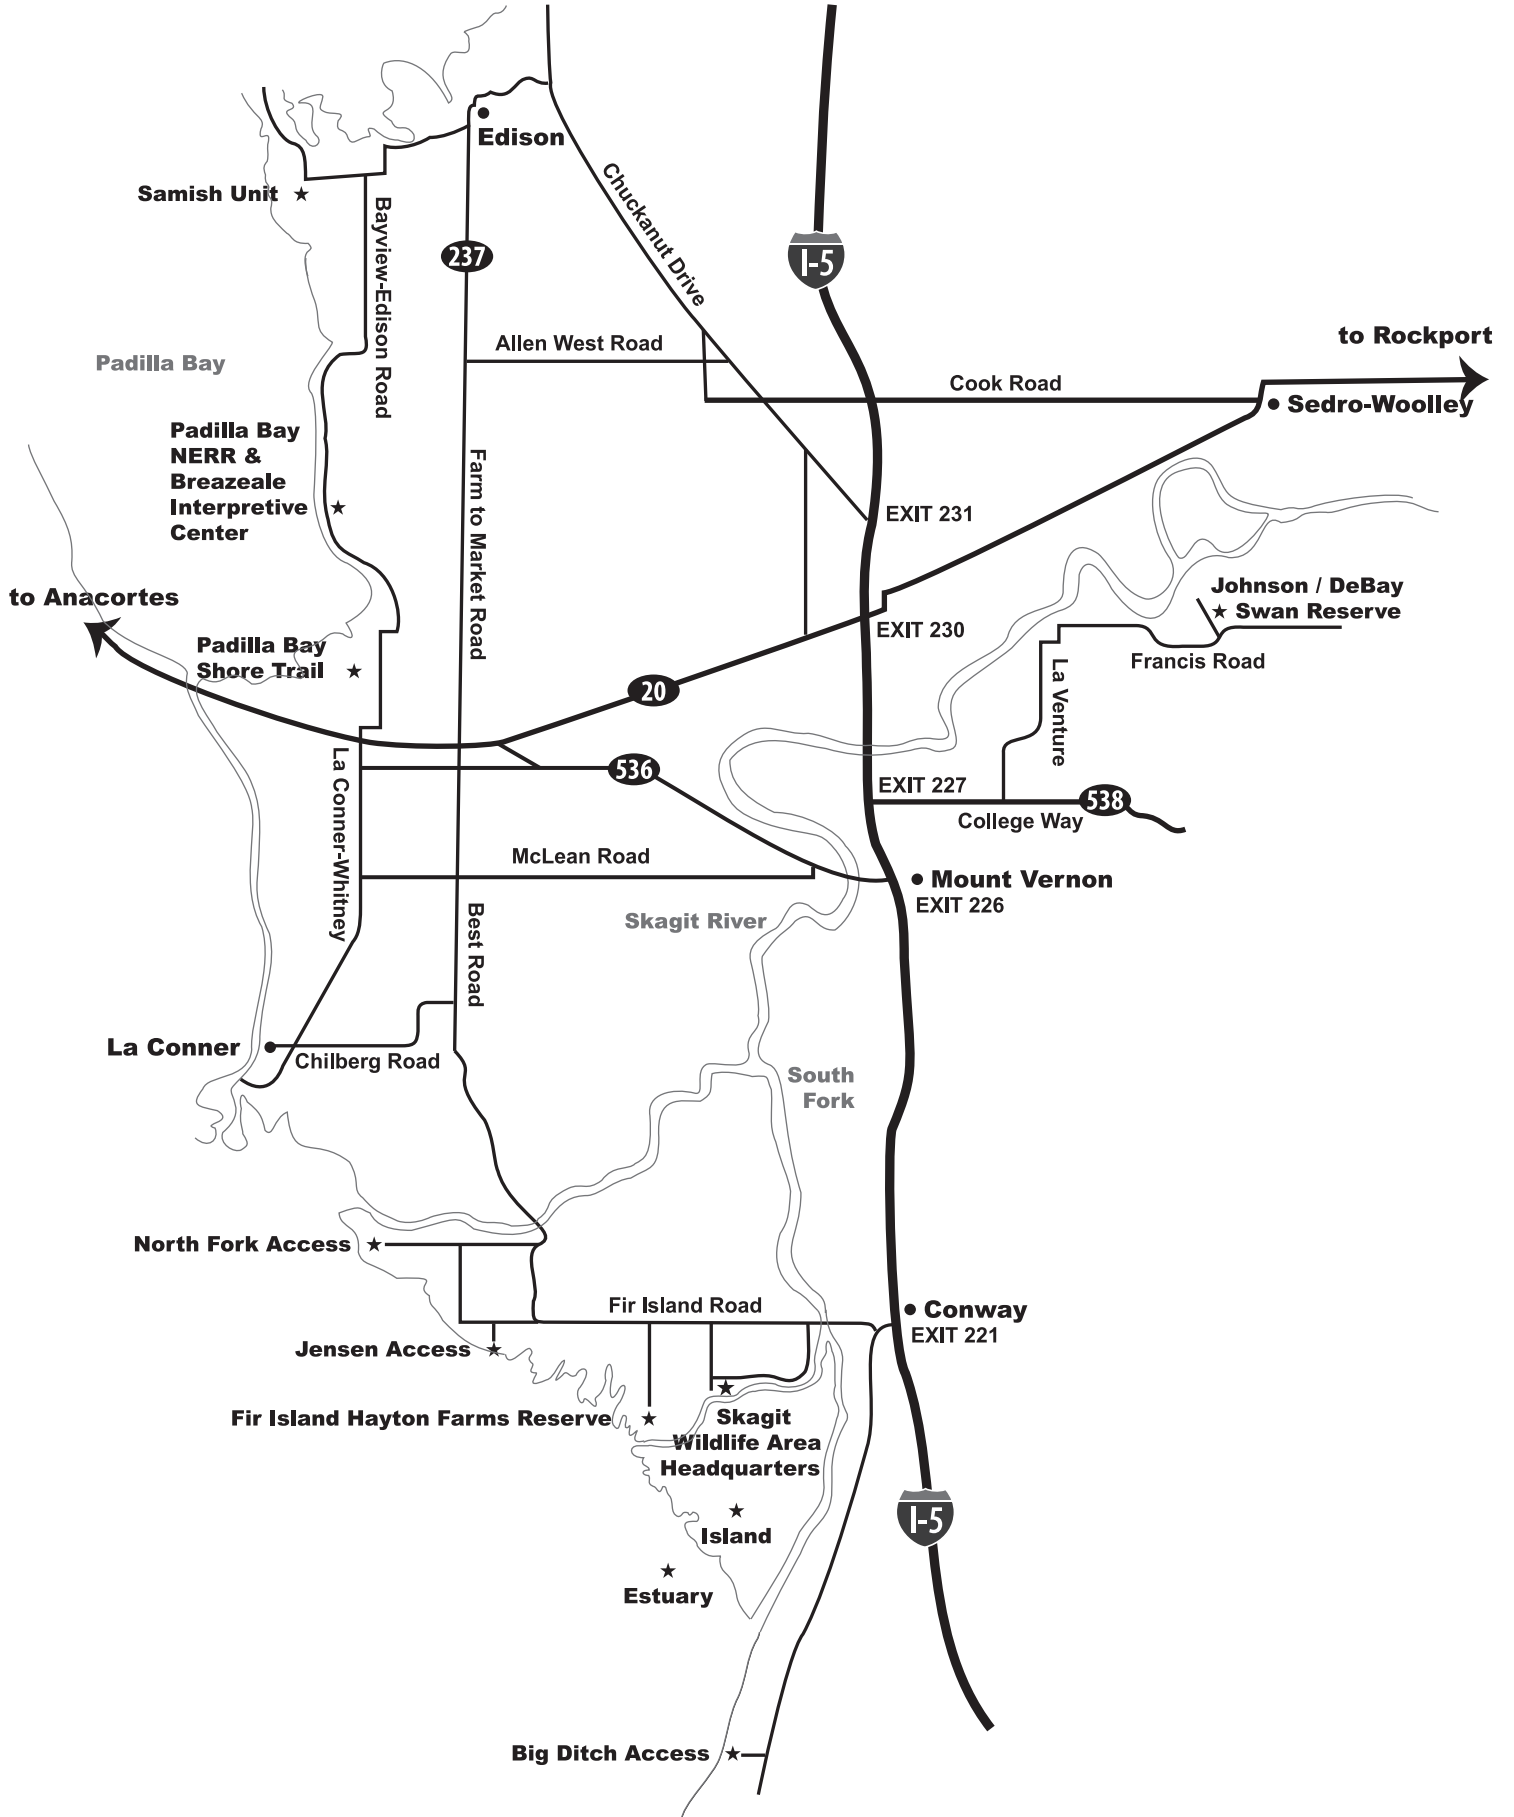 Edison
Samish Unit
Bayview-Edison Road
237
Chuckanut Drive
I-5
Padilla Bay
Allen West Road
to Rockport
Cook Road
Sedro-Woolley
Padilla Bay
NERR &
Breazeale
Interpretive
Center
Farm to Market Road
EXIT 231
to Anacortes
Johnson / DeBay
Swan Reserve
EXIT 230
Padilla Bay
Shore Trail
Francis Road
La Venture
20
536
La Conner-Whitney
EXIT 227
538
College Way
McLean Road
Mount Vernon
EXIT 226
Skagit River
Best Road
La Conner
Chilberg Road
South
Fork
North Fork Access
Fir Island Road
Conway
EXIT 221
Jensen Access
Fir Island Hayton Farms Reserve
Skagit
Wildlife Area
Headquarters
I-5
Island
Estuary
Big Ditch Access